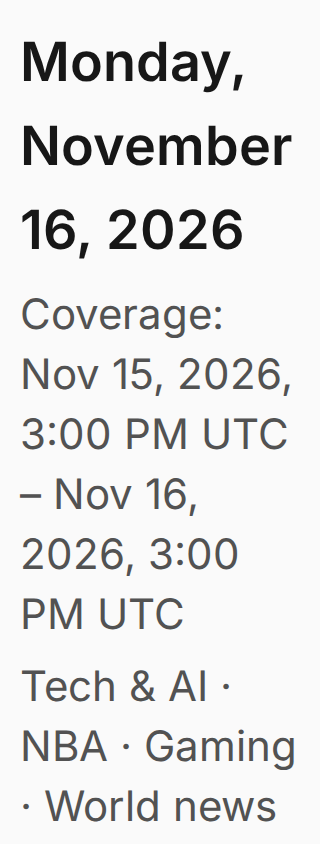 Monday,
November
16, 2026
Coverage:
Nov 15, 2026,
3:00 PM UTC
– Nov 16,
2026, 3:00
PM UTC
Tech & AI ·
NBA · Gaming
· World news